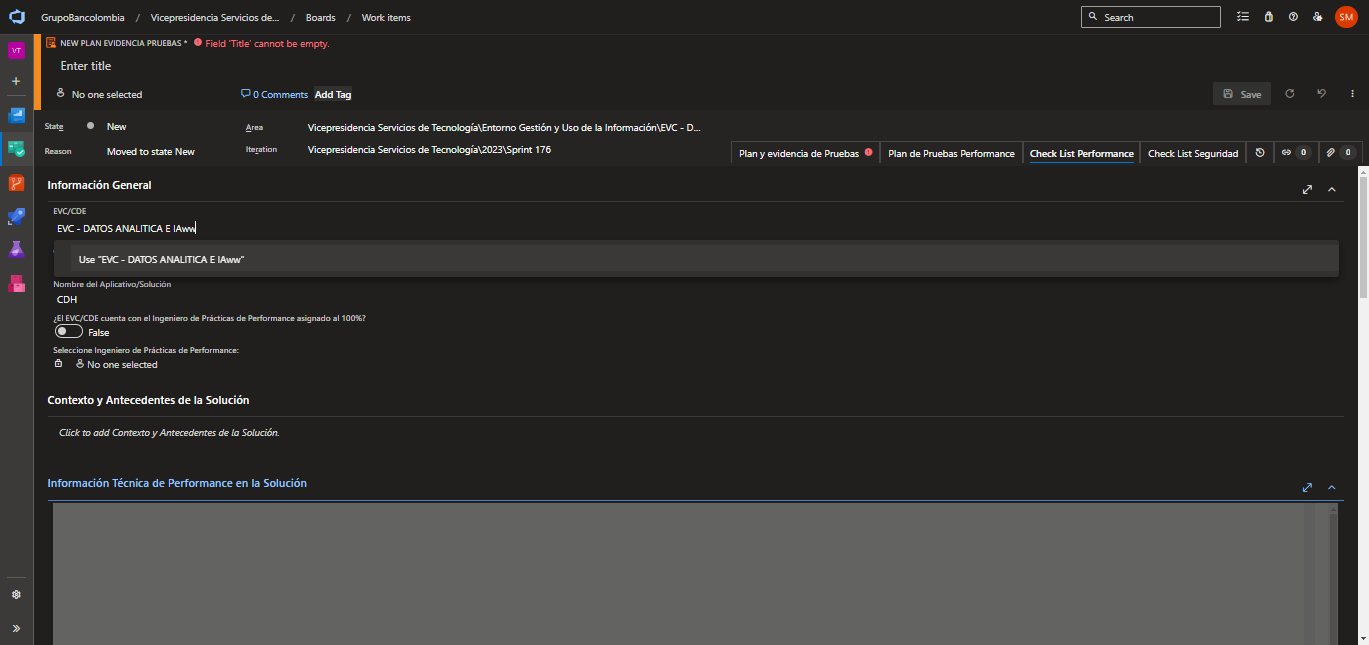 GrupoBancolombia / Vicepresidencia Servicios de... / Boards / Work items
Search
SM
VT
NEW PLAN EVIDENCIA PRUEBAS * Field 'Title' cannot be empty.
Enter title
No one selected
0 Comments Add Tag
Save
State New
Area Vicepresidencia Servicios de Tecnología\Entorno Gestión y Uso de la Información\EVC - D...
Reason Moved to state New
Iteration Vicepresidencia Servicios de Tecnología\2023\Sprint 176
Plan y evidencia de Pruebas
Plan de Pruebas Performance
Check List Performance
Check List Seguridad
0
0
Información General
EVC/CDE
EVC - DATOS ANALITICA E IAww
Use "EVC - DATOS ANALITICA E IAww"
Nombre del Aplicativo/Solución
CDH
¿El EVC/CDE cuenta con el Ingeniero de Prácticas de Performance asignado al 100%?
False
Seleccione Ingeniero de Prácticas de Performance:
No one selected
Contexto y Antecedentes de la Solución
Click to add Contexto y Antecedentes de la Solución.
Información Técnica de Performance en la Solución